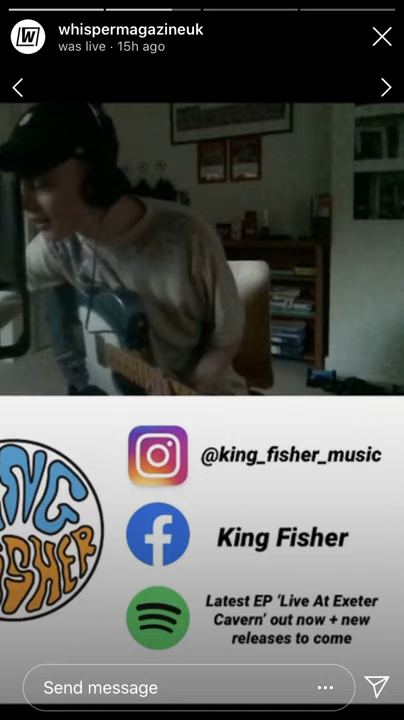 whispermagazineuk
was live · 15h ago
@king_fisher_music
King Fisher
Latest EP 'Live At Exeter
Cavern' out now + new
releases to come
Send message